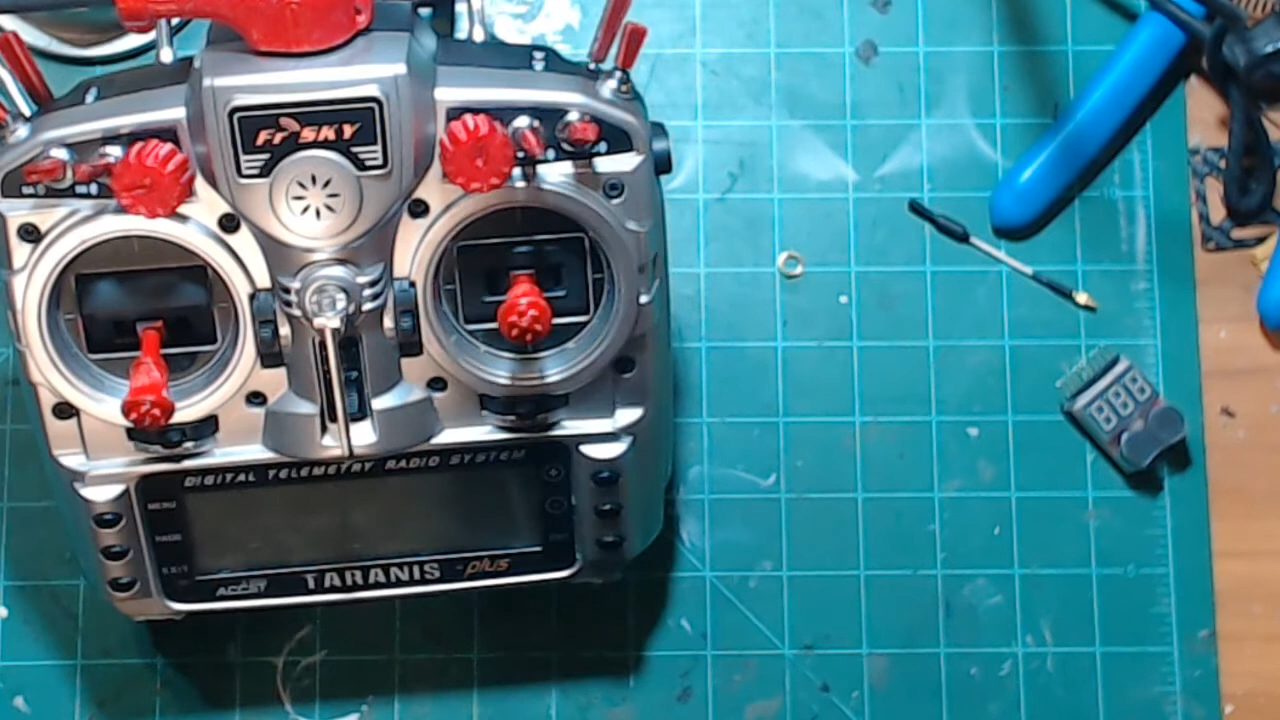 FrSKY
DIGITAL TELEMETRY RADIO SYSTEM
MENU
PAGE
EXIT
ACCST
TARANIS plus
888